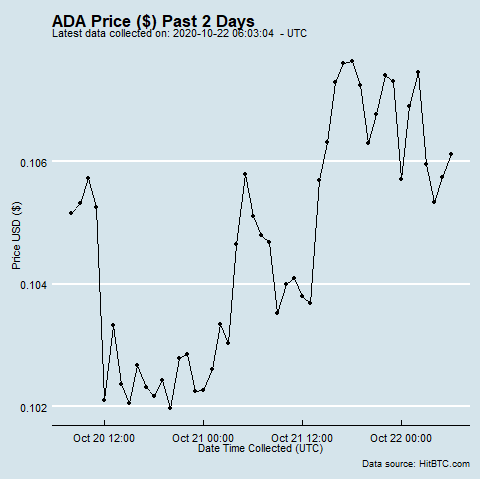 ADA Price ($) Past 2 Days
Latest data collected on: 2020-10-22 06:03:04  - UTC
Price USD ($)
0.106
0.104
0.102
Oct 20 12:00 Oct 21 00:00 Oct 21 12:00 Oct 22 00:00
Date Time Collected (UTC)
Data source: HitBTC.com